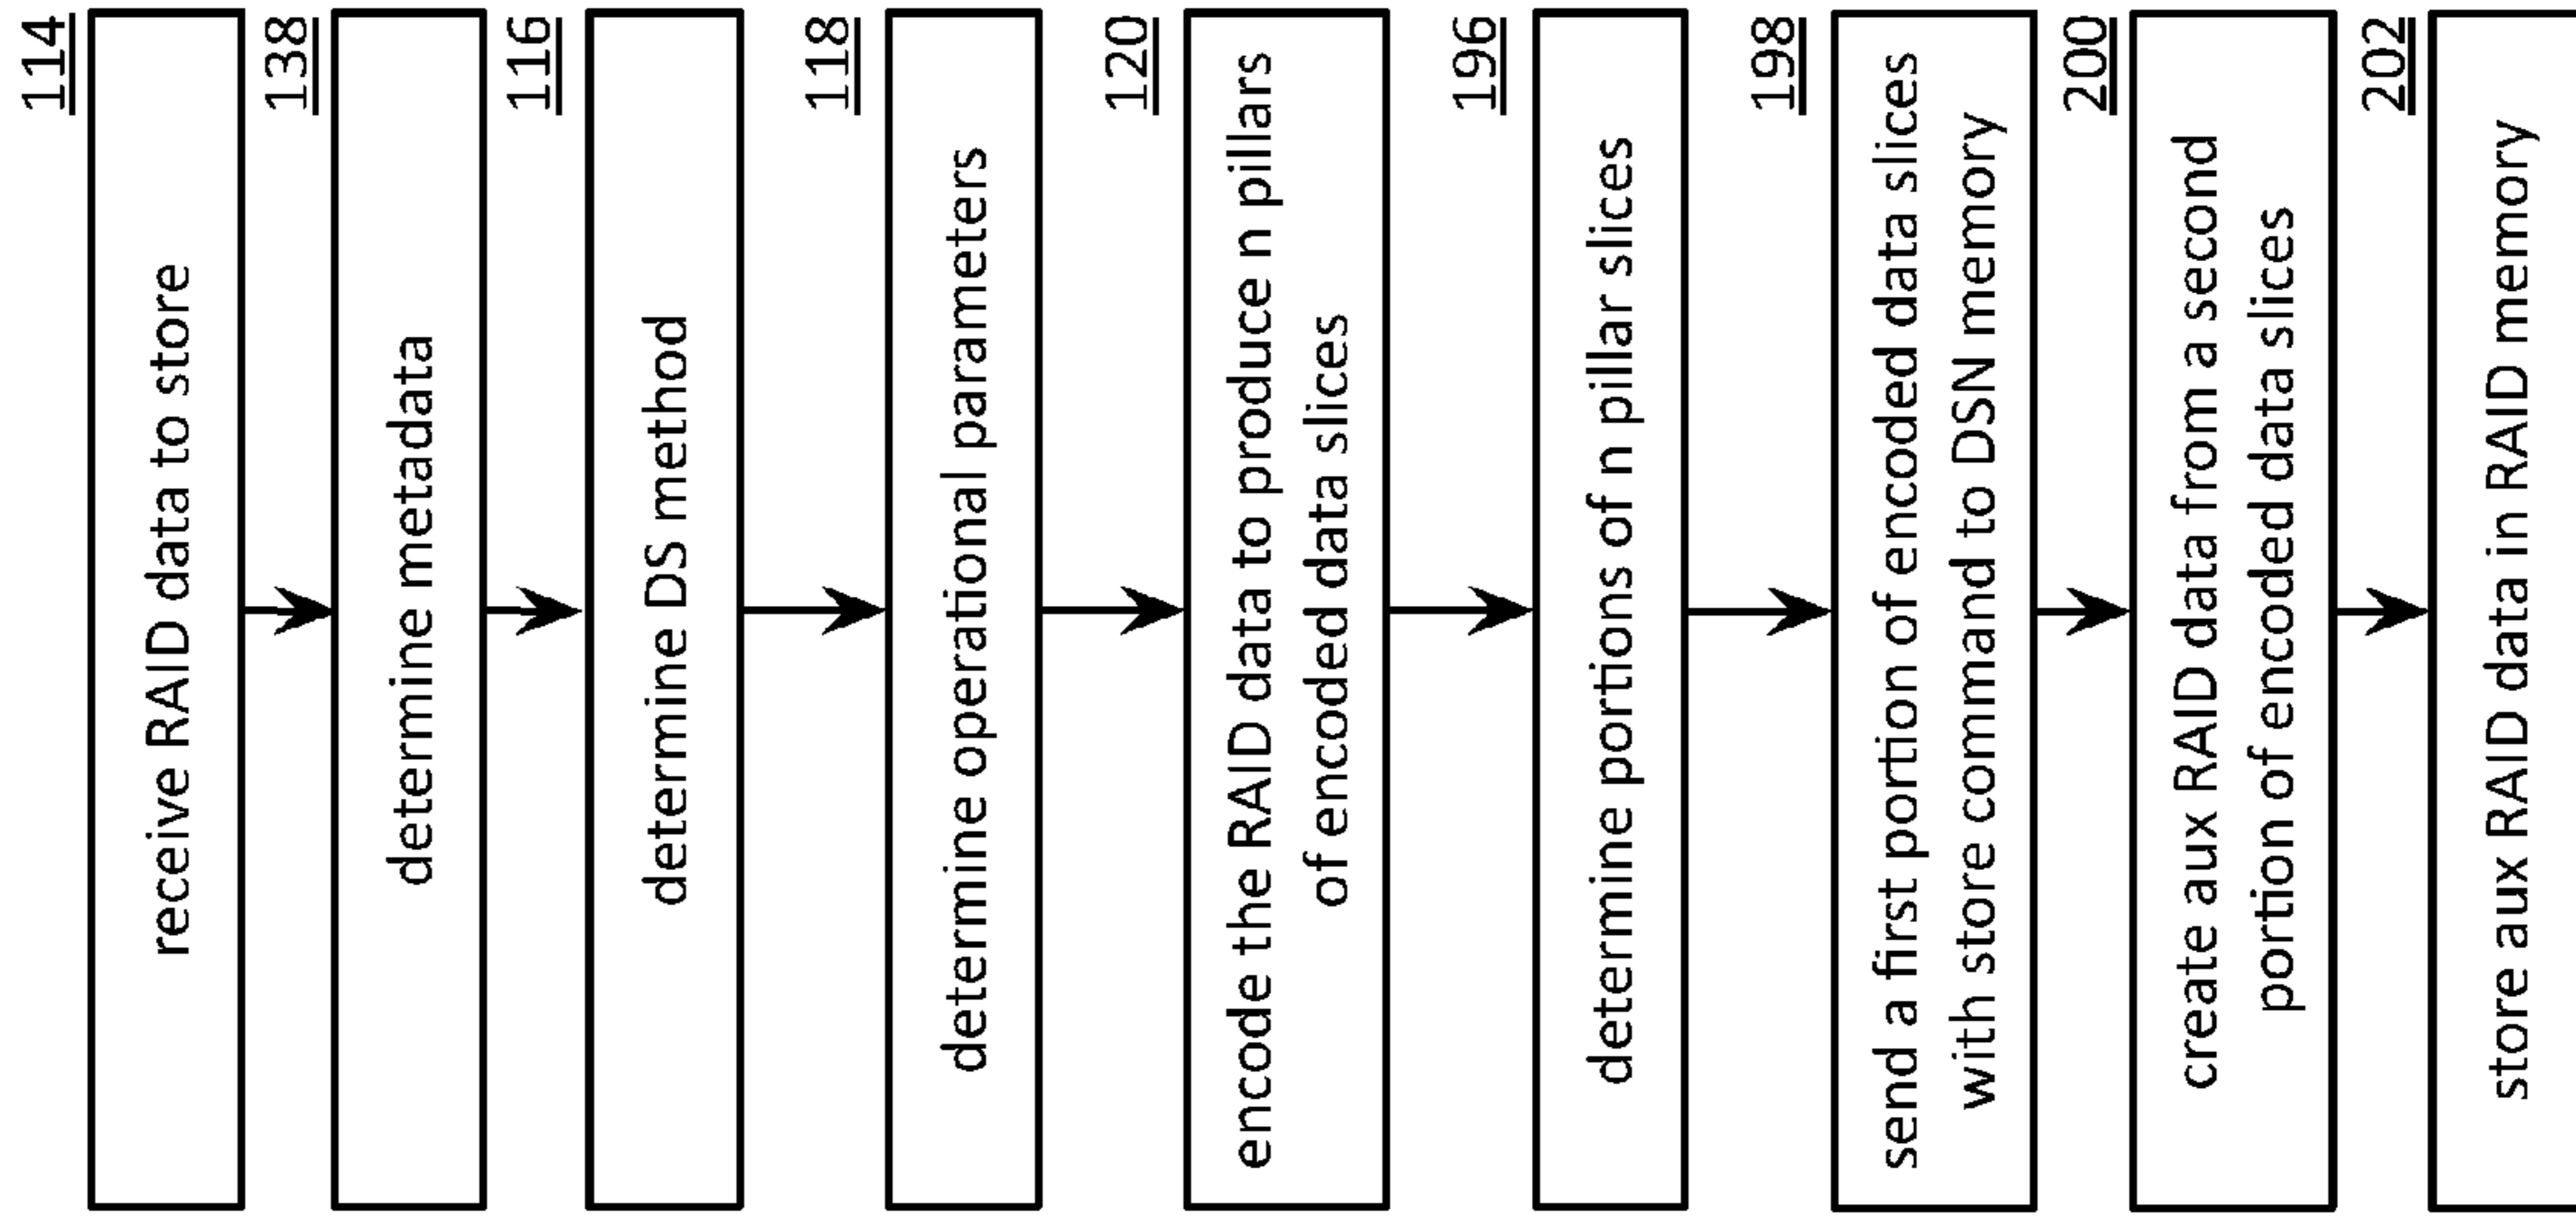 114
receive RAID data to store
138
determine metadata
116
determine DS method
118
determine operational parameters
120
encode the RAID data to produce n pillars
of encoded data slices
196
determine portions of n pillar slices
198
send a first portion of encoded data slices
with store command to DSN memory
200
create aux RAID data from a second
portion of encoded data slices
202
store aux RAID data in RAID memory